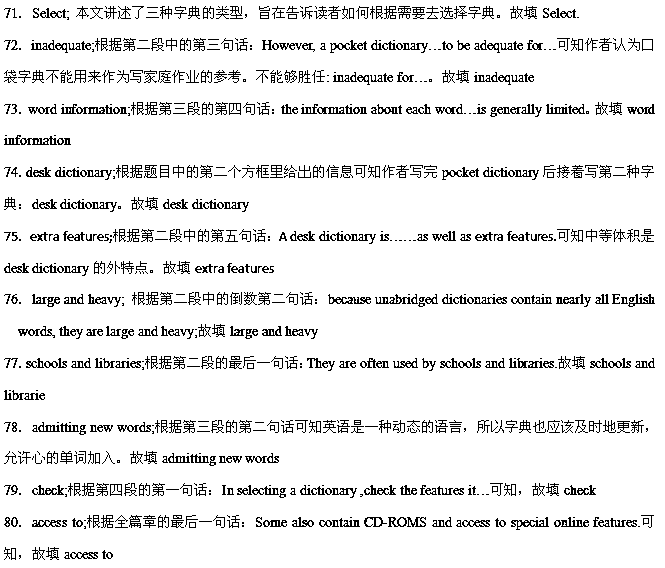 71. Select; 本文讲述了三种字典的类型，旨在告诉读者如何根据需要去选择字典。故填 Select.
72. inadequate;根据第二段中的第三句话：However, a pocket dictionary…to be adequate for…可知作者认为口
袋字典不能用来作为写家庭作业的参考。不能够胜任: inadequate for…。故填 inadequate
73. word information;根据第三段的第四句话：the information about each word…is generally limited。故填 word
information
74. desk dictionary;根据题目中的第二个方框里给出的信息可知作者写完 pocket dictionary 后接着写第二种字
典：desk dictionary。故填 desk dictionary
75. extra features;根据第二段中的第五句话：A desk dictionary is……as well as extra features.可知中等体积是
desk dictionary 的外特点。故填 extra features
76. large and heavy; 根据第二段中的倒数第二句话：because unabridged dictionaries contain nearly all English
words, they are large and heavy;故填 large and heavy
77. schools and libraries;根据第二段的最后一句话：They are often used by schools and libraries.故填 schools and
librarie
78. admitting new words;根据第三段的第二句话可知英语是一种动态的语言，所以字典也应该及时地更新，
允许心的单词加入。故填 admitting new words
79. check;根据第四段的第一句话：In selecting a dictionary ,check the features it…可知，故填 check
80. access to;根据全篇章的最后一句话：Some also contain CD-ROMS and access to special online features.可
知，故填 access to